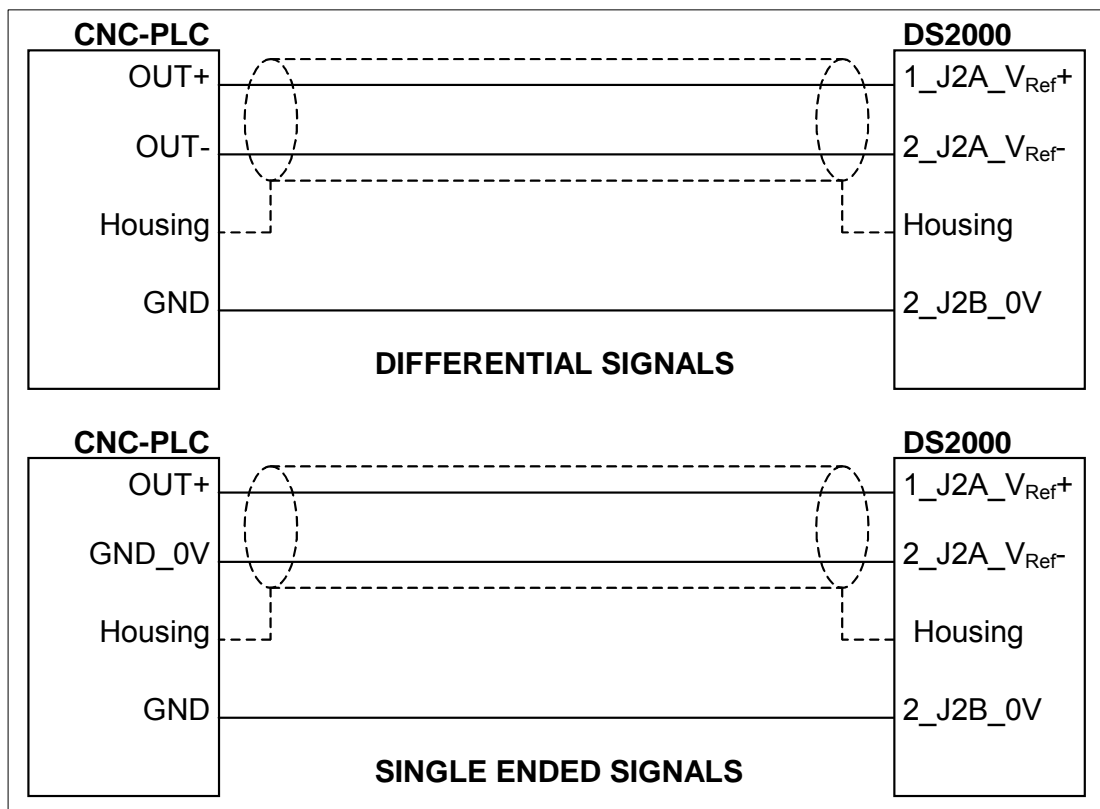 CNC-PLC DS2000
OUT+ 1_J2A_VRef+
OUT- 2_J2A_VRef-
Housing Housing
GND 2_J2B_0V
DIFFERENTIAL SIGNALS
CNC-PLC DS2000
OUT+ 1_J2A_VRef+
GND_0V 2_J2A_VRef-
Housing Housing
GND 2_J2B_0V
SINGLE ENDED SIGNALS